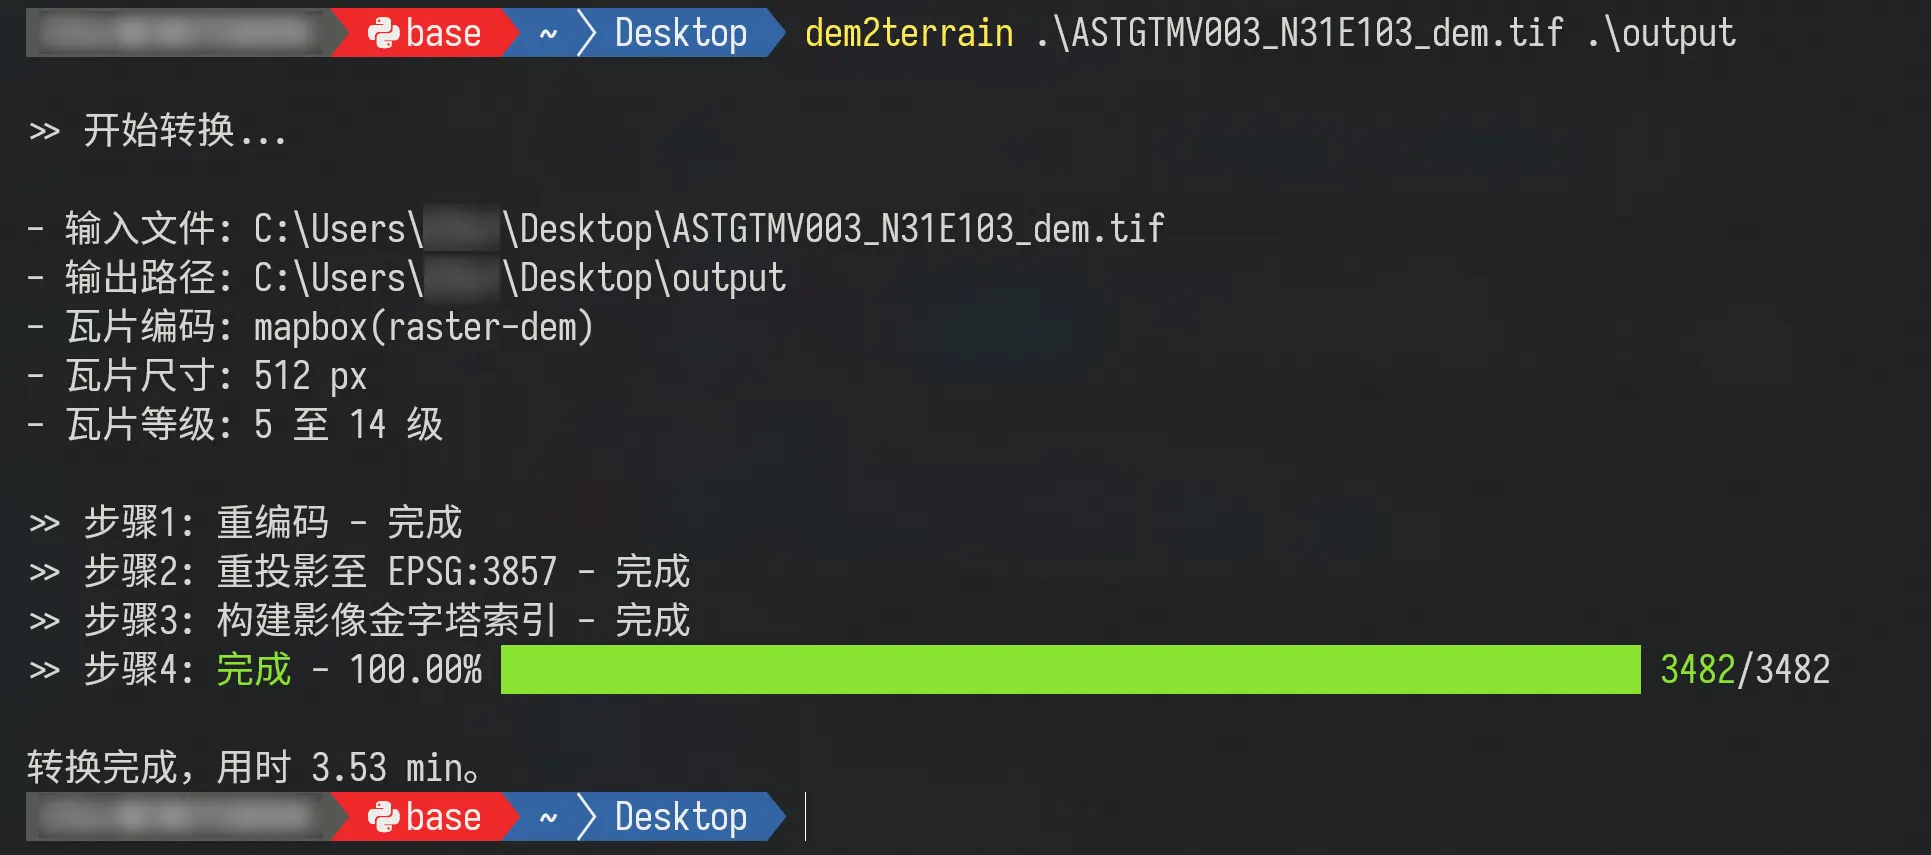 base ~ Desktop dem2terrain .\ASTGTMV003_N31E103_dem.tif .\output
>> 开始转换...
- 输入文件: C:\Users\ \Desktop\ASTGTMV003_N31E103_dem.tif
- 输出路径: C:\Users\ \Desktop\output
- 瓦片编码: mapbox(raster-dem)
- 瓦片尺寸: 512 px
- 瓦片等级: 5 至 14 级
>> 步骤1: 重编码 - 完成
>> 步骤2: 重投影至 EPSG:3857 - 完成
>> 步骤3: 构建影像金字塔索引 - 完成
>> 步骤4: 完成 - 100.00% 3482/3482
转换完成，用时 3.53 min。
base ~ Desktop